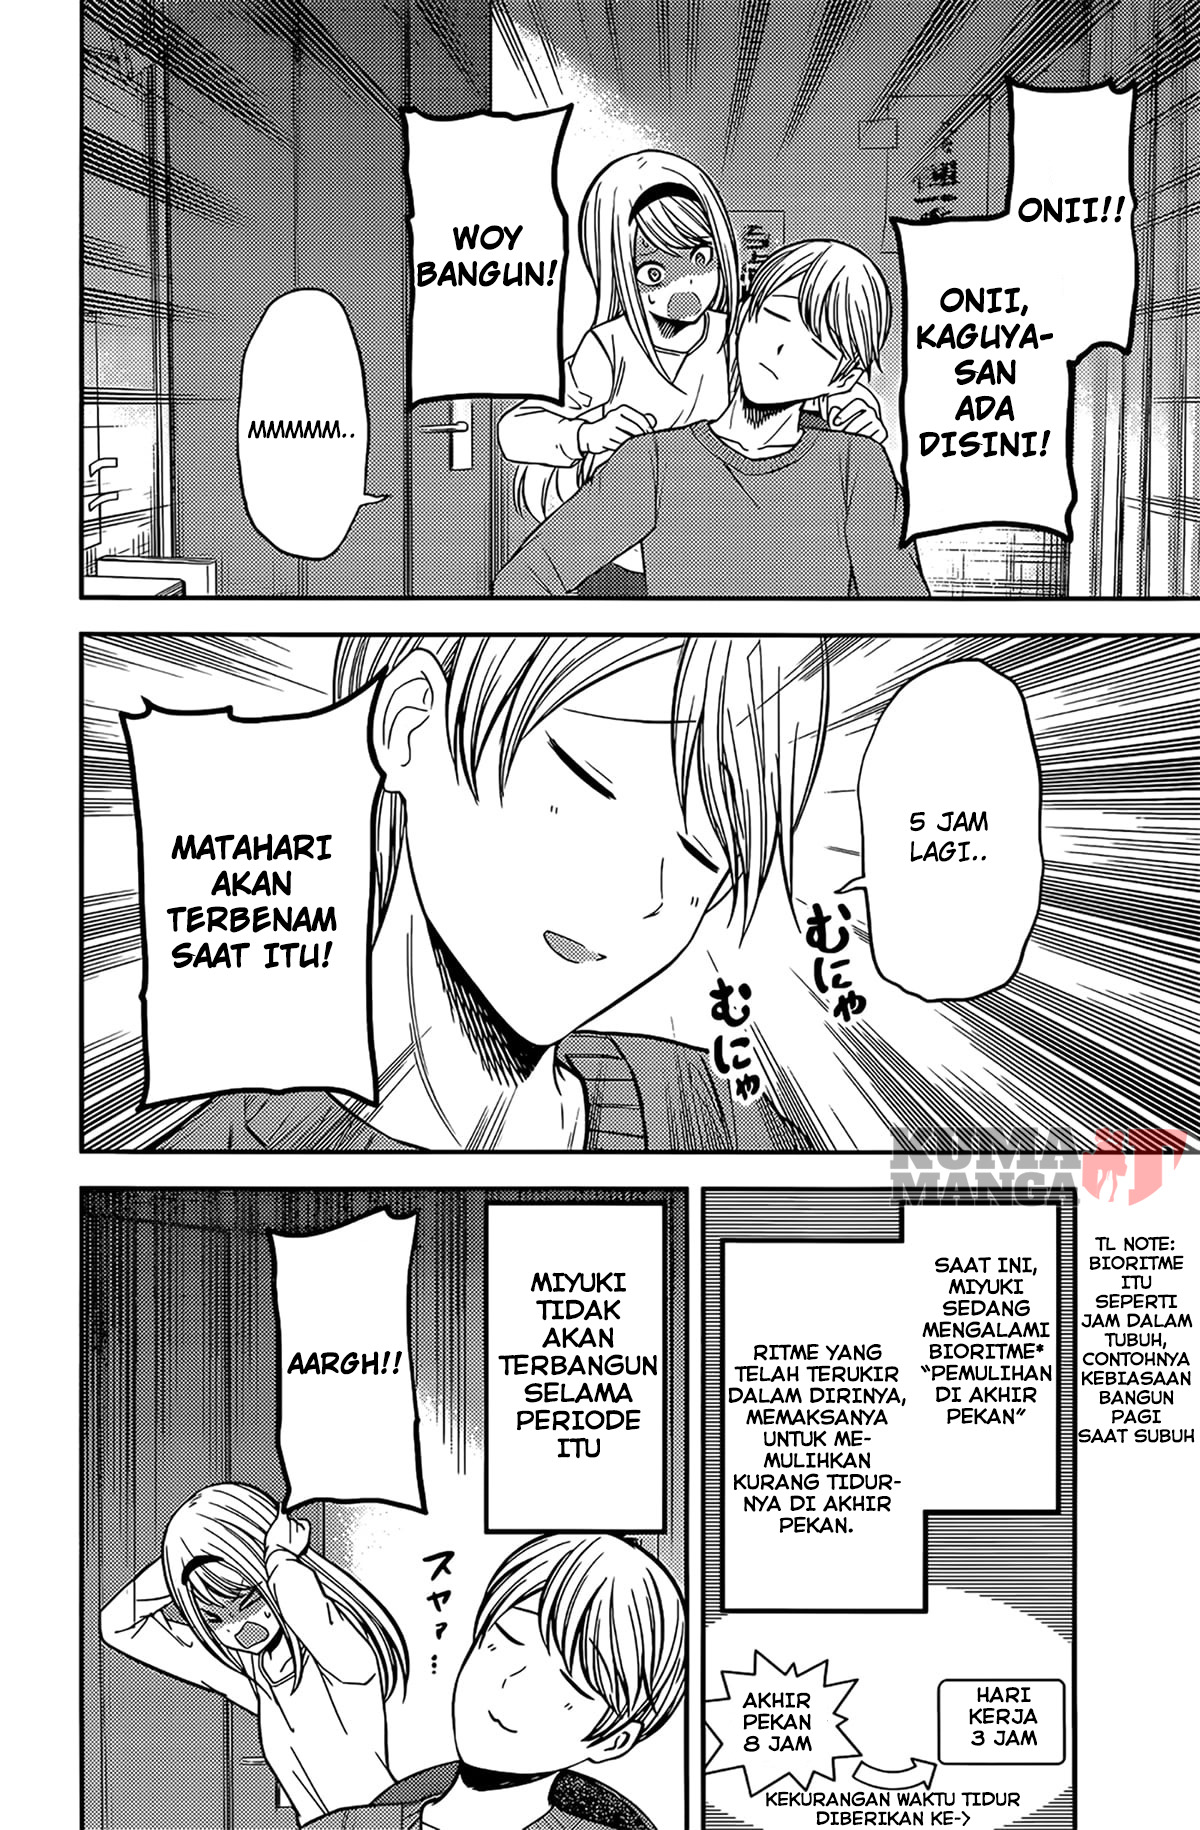 ONII!!
ONII,
KAGUYA-
SAN
ADA
DISINI!
WOY
BANGUN!
MMMMM..
5 JAM
LAGI..
むにゃ
むにゃ
MATAHARI
AKAN
TERBENAM
SAAT ITU!
KUMA
MANGA
TL NOTE:
BIORITME
ITU
SEPERTI
JAM DALAM
TUBUH,
CONTOHNYA
KEBIASAAN
BANGUN
PAGI
SAAT SUBUH
SAAT INI,
MIYUKI
SEDANG
MENGALAMI
BIORITME*
"PEMULIHAN
DI AKHIR
PEKAN"
RITME YANG
TELAH TERUKIR
DALAM DIRINYA,
MEMAKSANYA
UNTUK ME-
MULIHKAN
KURANG TIDUR-
NYA DI AKHIR
PEKAN.
HARI
KERJA
3 JAM
AKHIR
PEKAN
8 JAM
KEKURANGAN WAKTU TIDUR
DIBERIKAN KE->
MIYUKI
TIDAK
AKAN
TERBANGUN
SELAMA
PERIODE
ITU
AARGH!!
スヤァ…